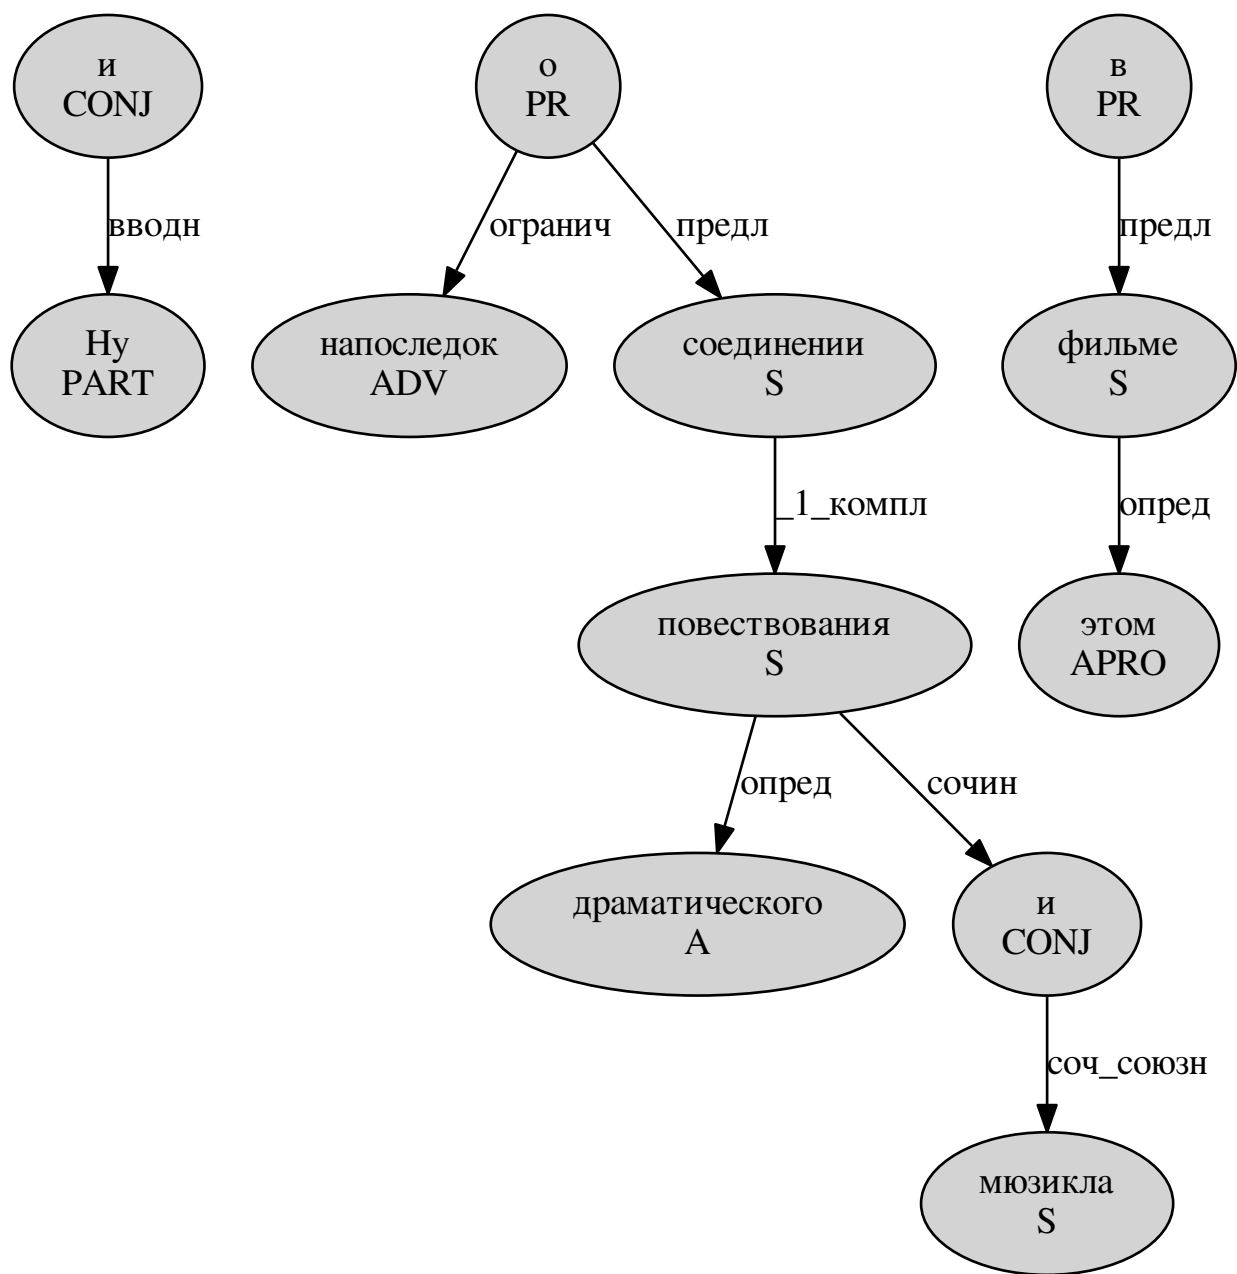 и
CONJ
о
PR
в
PR
вводн
огранич
предл
предл
Ну
PART
напоследок
ADV
соединении
S
фильме
S
_1_компл
опред
повествования
S
этом
APRO
опред
сочин
драматического
A
и
CONJ
соч_союзн
мюзикла
S